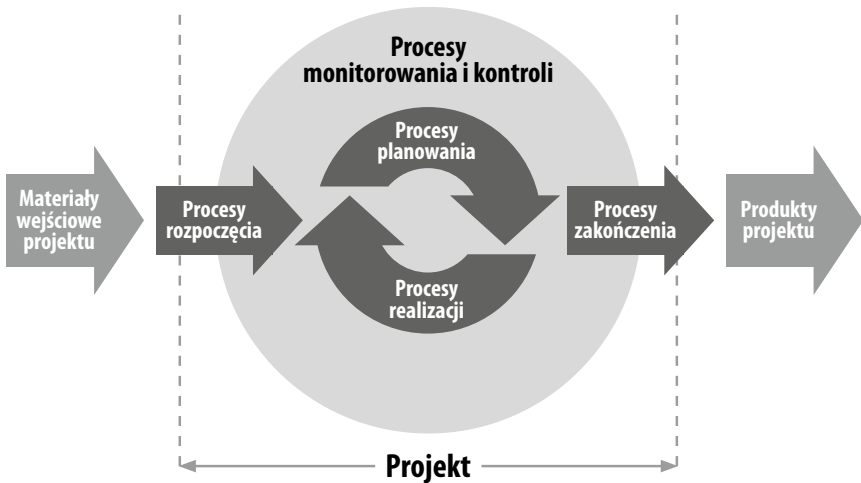 Procesy
monitorowania i kontroli
Procesy
planowania
Materiały
wejściowe
projektu
Procesy
rozpoczęcia
Procesy
zakończenia
Produkty
projektu
Procesy
realizacji
Projekt